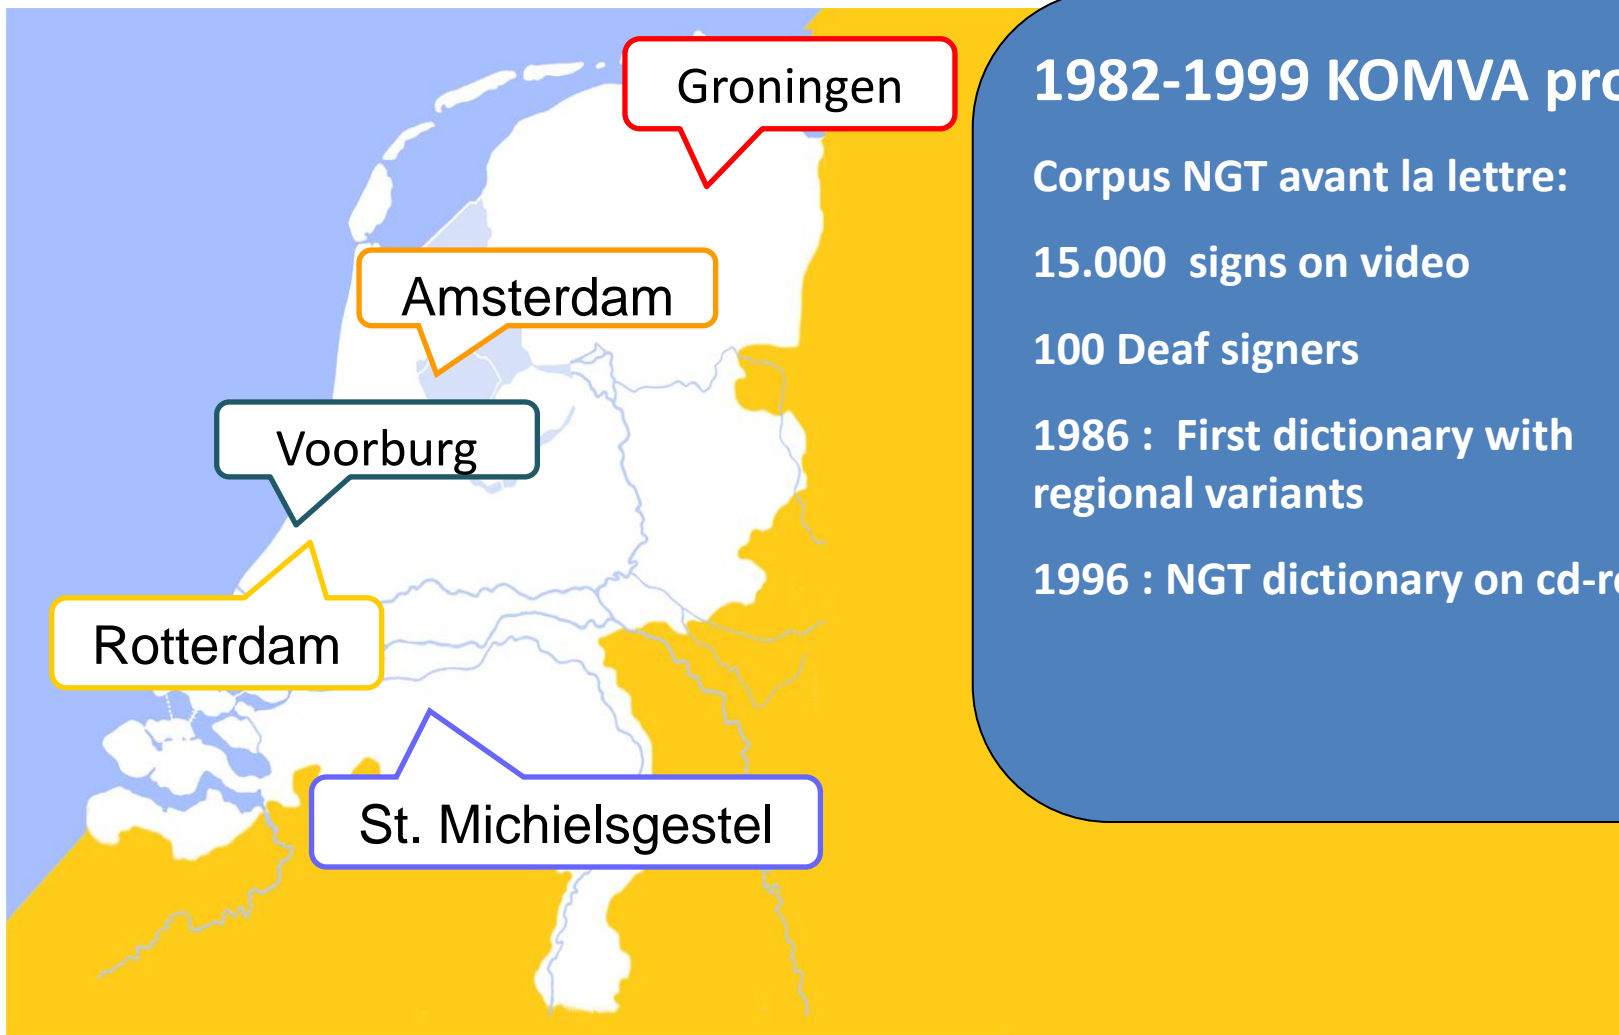 Groningen
Amsterdam
Voorburg
Rotterdam
St. Michielsgestel
1982-1999 KOMVA
Corpus NGT avant la lettre:
15.000 signs on video
100 Deaf signers
1986 : First dictionary with
regional variants
1996 : NGT dictionary on